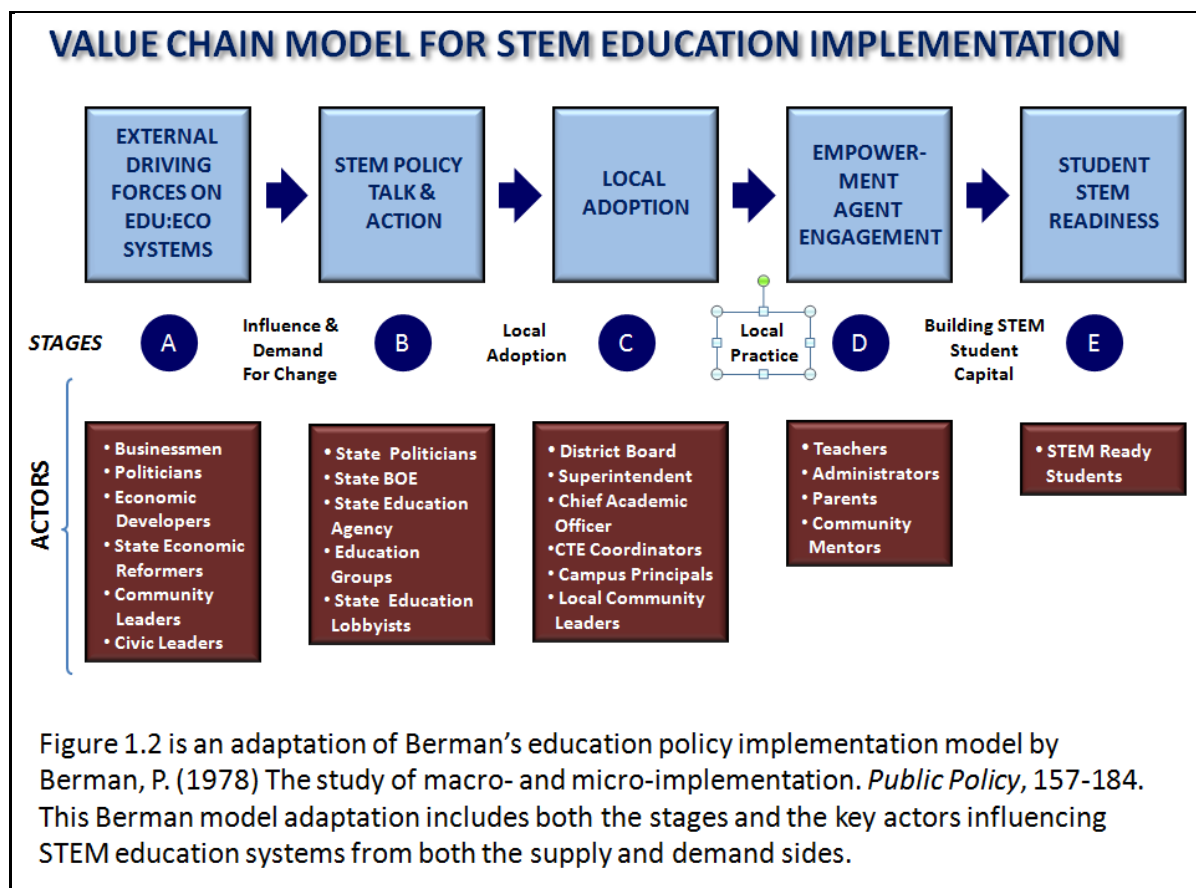 VALUE CHAIN MODEL FOR STEM EDUCATION IMPLEMENTATION
EXTERNAL
DRIVING
FORCES ON
EDU:ECO
SYSTEMS
STEM POLICY
TALK &
ACTION
LOCAL
ADOPTION
EMPOWER-
MENT
AGENT
ENGAGEMENT
STUDENT
STEM
READINESS
STAGES
A
Influence &
Demand
For Change
B
Local
Adoption
C
Local
Practice
D
Building STEM
Student
Capital
E
ACTORS
• Businessmen
• Politicians
• Economic
Developers
• State Economic
Reformers
• Community
Leaders
• Civic Leaders
• State Politicians
• State BOE
• State Education
Agency
• Education
Groups
• State Education
Lobbyists
• District Board
• Superintendent
• Chief Academic
Officer
•CTE Coordinators
• Campus Principals
• Local Community
Leaders
• Teachers
• Administrators
• Parents
• Community
Mentors
• STEM Ready
Students
Figure 1.2 is an adaptation of Berman’s education policy implementation model by
Berman, P. (1978) The study of macro- and micro-implementation. Public Policy, 157-184.
This Berman model adaptation includes both the stages and the key actors influencing
STEM education systems from both the supply and demand sides.